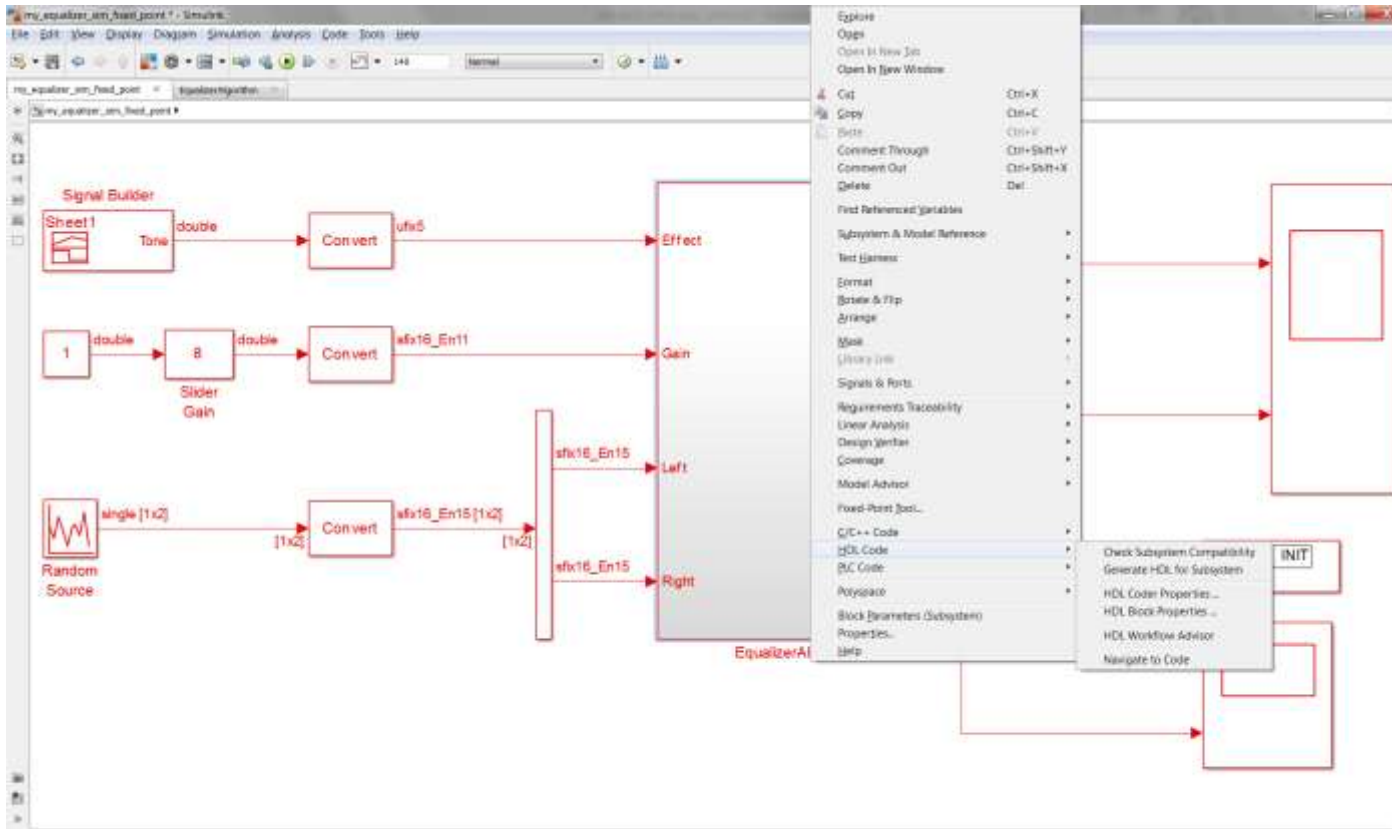 my_equalizer_sim_fixed_point * - Simulink
File Edit View Display Diagram Simulation Analysis Code Tools Help
140
Normal
my_equalizer_sim_fixed_point
EqualizerAlgorithm
my_equalizer_sim_fixed_point
Signal Builder
Sheet1
Tone
double
Convert
ufix5
Effect
1
double
8
double
Convert
sfix16_En11
Gain
Slider
Gain
sfix16_En15
Left
single [1x2]
[1x2]
Convert
sfix16_En15 [1x2]
[1x2]
Random
Source
sfix16_En15
Right
EqualizerAl
Explore
Open
Open In New Tab
Open In New Window
Cut Ctrl+X
Copy Ctrl+C
Paste Ctrl+V
Comment Through Ctrl+Shift+Y
Comment Out Ctrl+Shift+X
Delete Del
Find Referenced Variables
Subsystem & Model Reference
Test Harness
Format
Rotate & Flip
Arrange
Mask
Library Link
Signals & Ports
Requirements Traceability
Linear Analysis
Design Verifier
Coverage
Model Advisor
Fixed-Point Tool...
C/C++ Code
HDL Code
PLC Code
Polyspace
Block Parameters (Subsystem)
Properties...
Help
Check Subsystem Compatibility
Generate HDL for Subsystem
HDL Coder Properties ...
HDL Block Properties ...
HDL Workflow Advisor
Navigate to Code
INIT